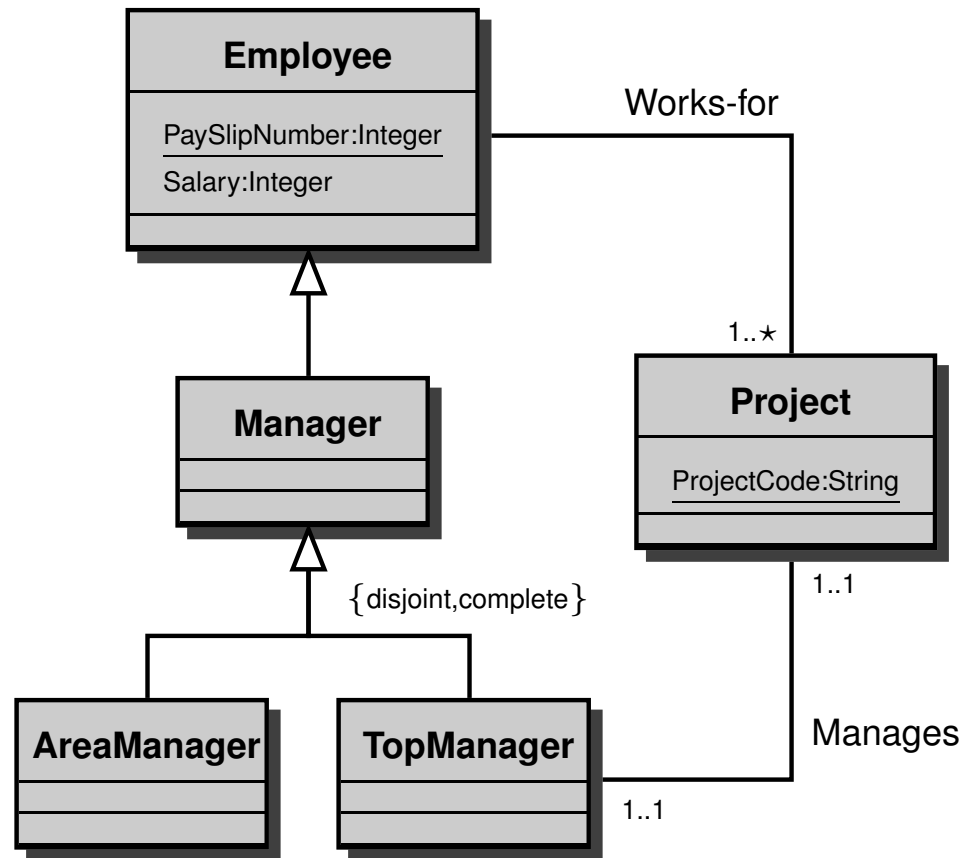 Employee
PaySlipNumber:Integer
Salary:Integer
Works-for
1..⋆
Manager
Project
ProjectCode:String
1..1
{disjoint,complete}
AreaManager
TopManager
Manages
1..1